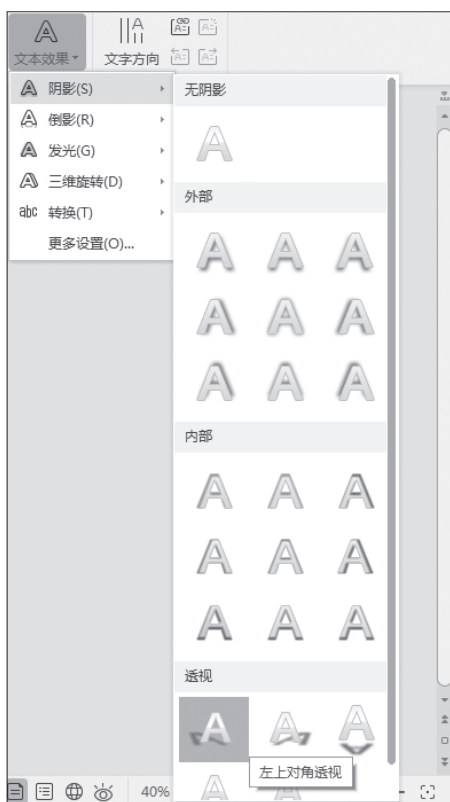 文本效果 文字方向
阴影(S)
倒影(R)
发光(G)
三维旋转(D)
abc 转换(T)
更多设置(O)...
无阴影
外部
内部
透视
左上对角透视
40%